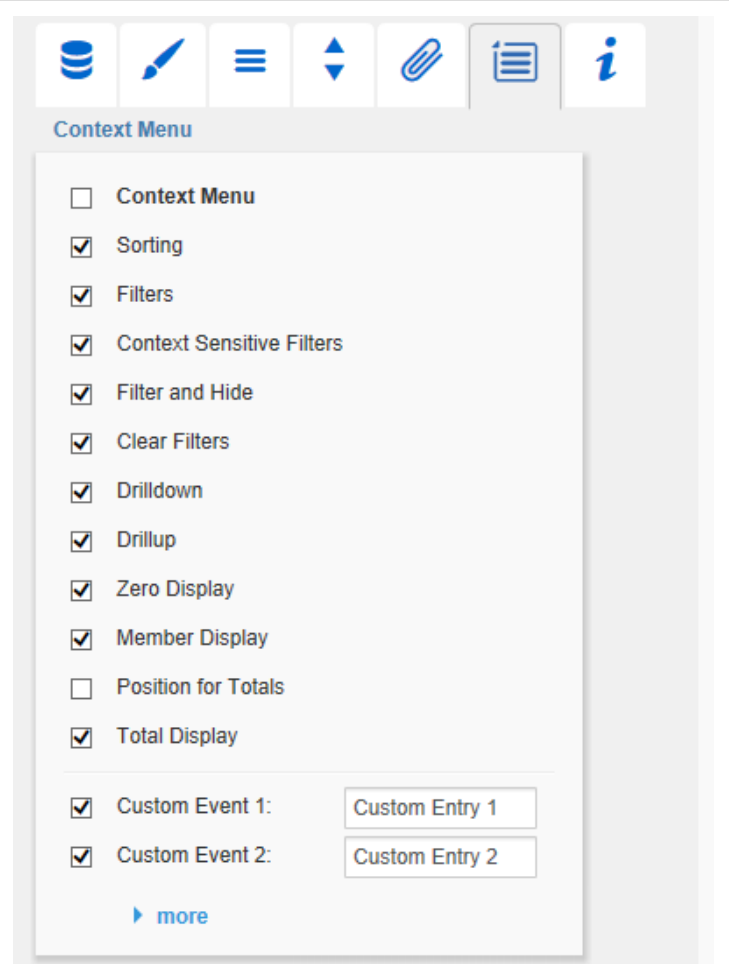 Context Menu
Context Menu
Sorting
Filters
Context Sensitive Filters
Filter and Hide
Clear Filters
Drilldown
Drillup
Zero Display
Member Display
Position for Totals
Total Display
Custom Event 1: Custom Entry 1
Custom Event 2: Custom Entry 2
more